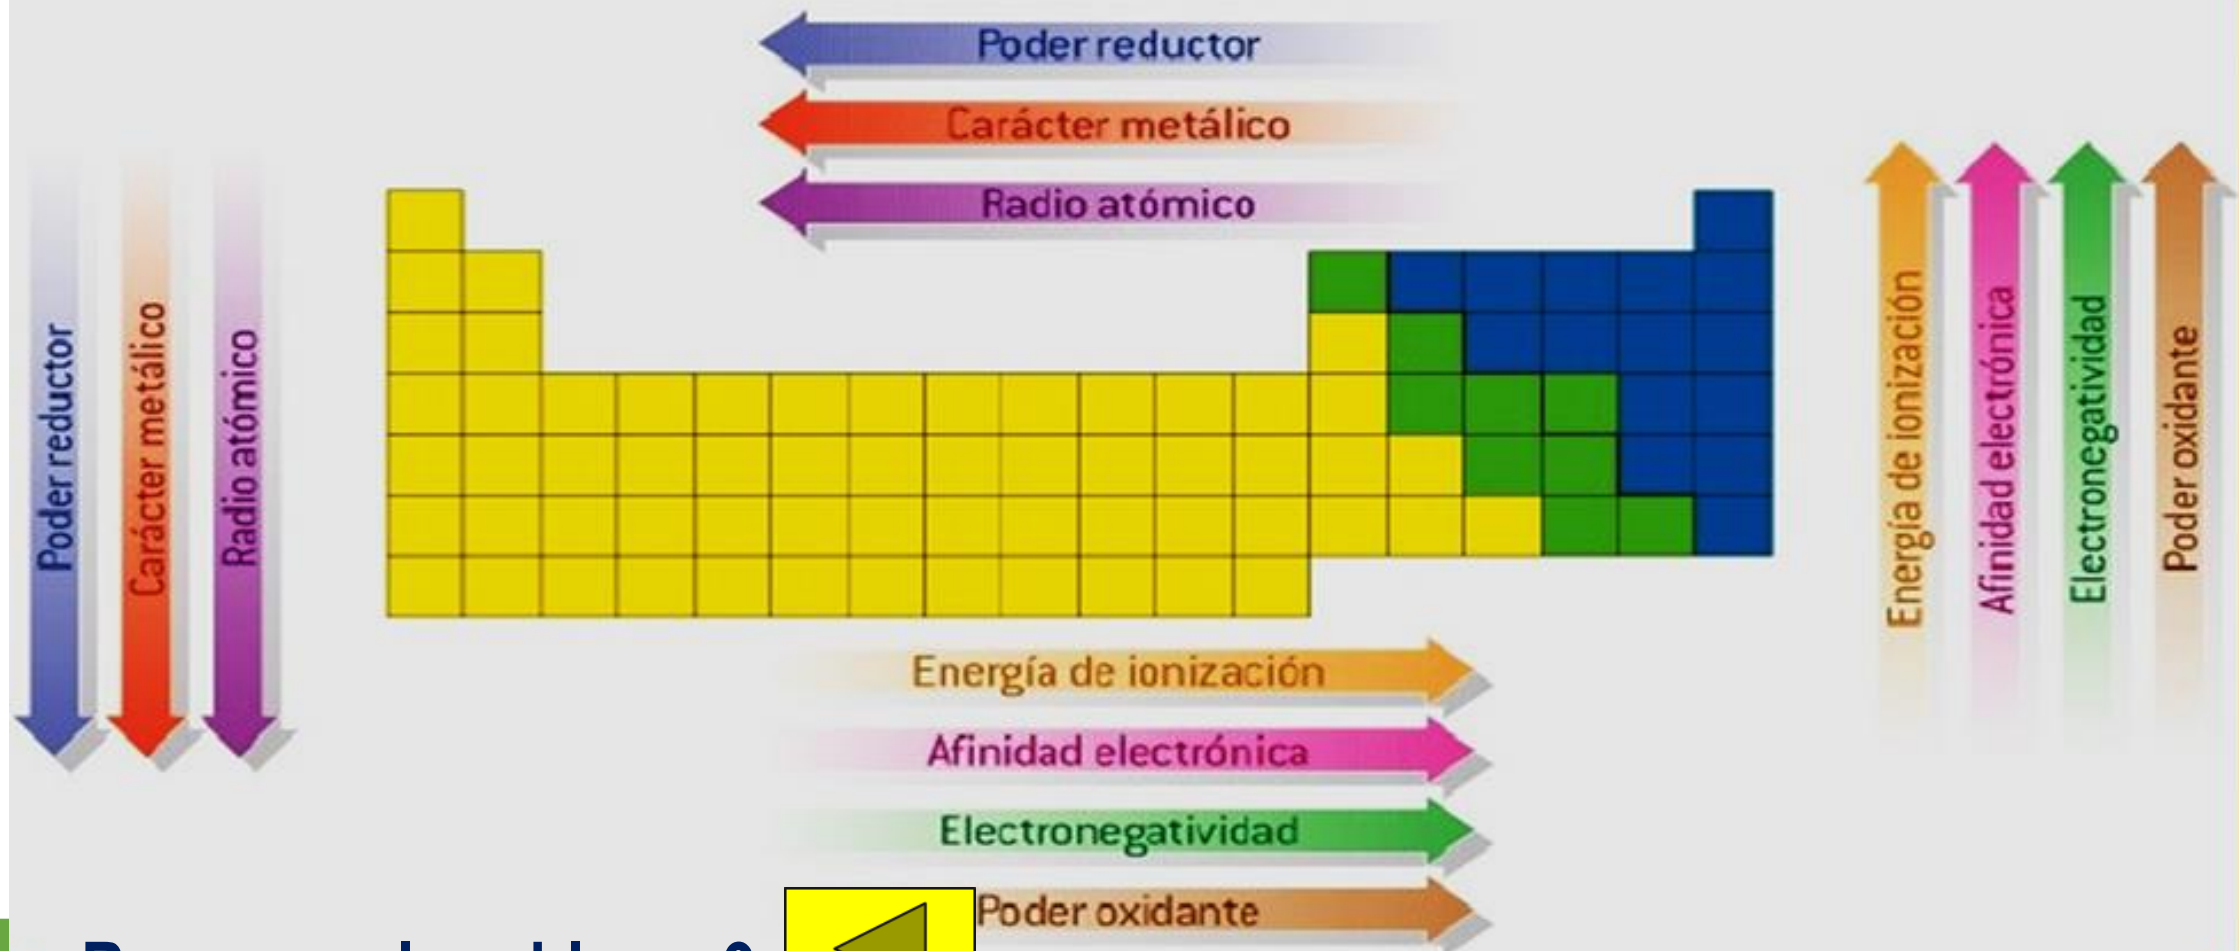 Poder reductor
Carácter metálico
Radio atómico
Poder reductor
Carácter metálico
Radio atómico
Energía de ionización
Afinidad electrónica
Electronegatividad
Poder oxidante
Energía de ionización
Afinidad electrónica
Electronegatividad
Poder oxidante